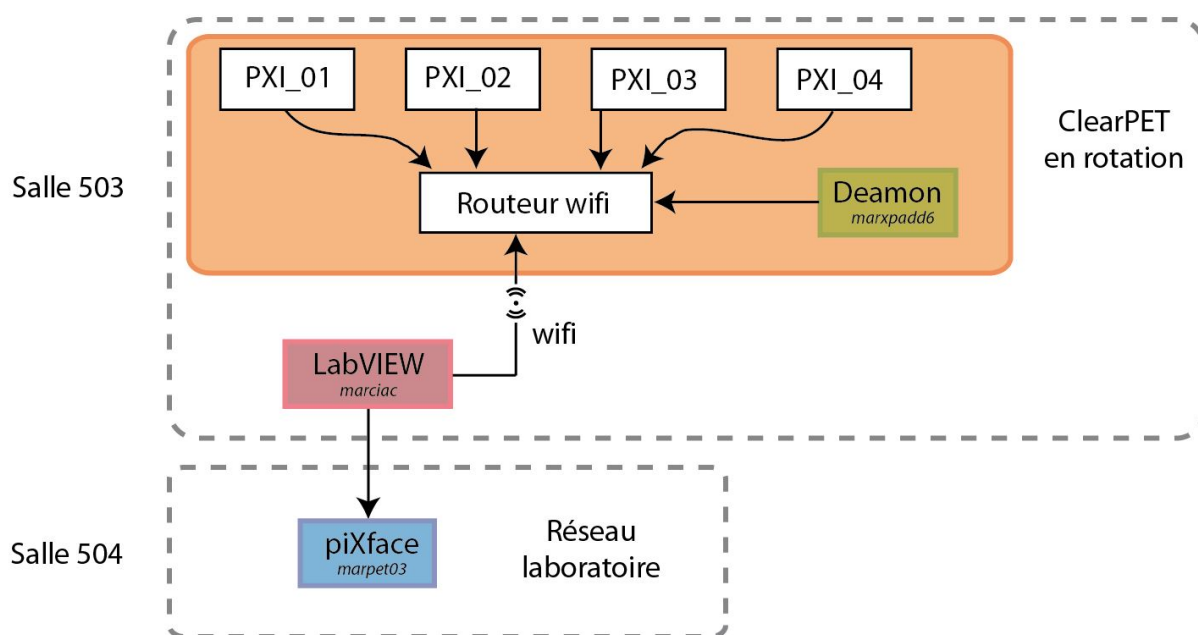 PXI_01
PXI_02
PXI_03
PXI_04
ClearPET
en rotation
Salle 503
Routeur wifi
Deamon
marxpadd6
wifi
LabVIEW
marciac
Salle 504
piXface
marpet03
Réseau
laboratoire